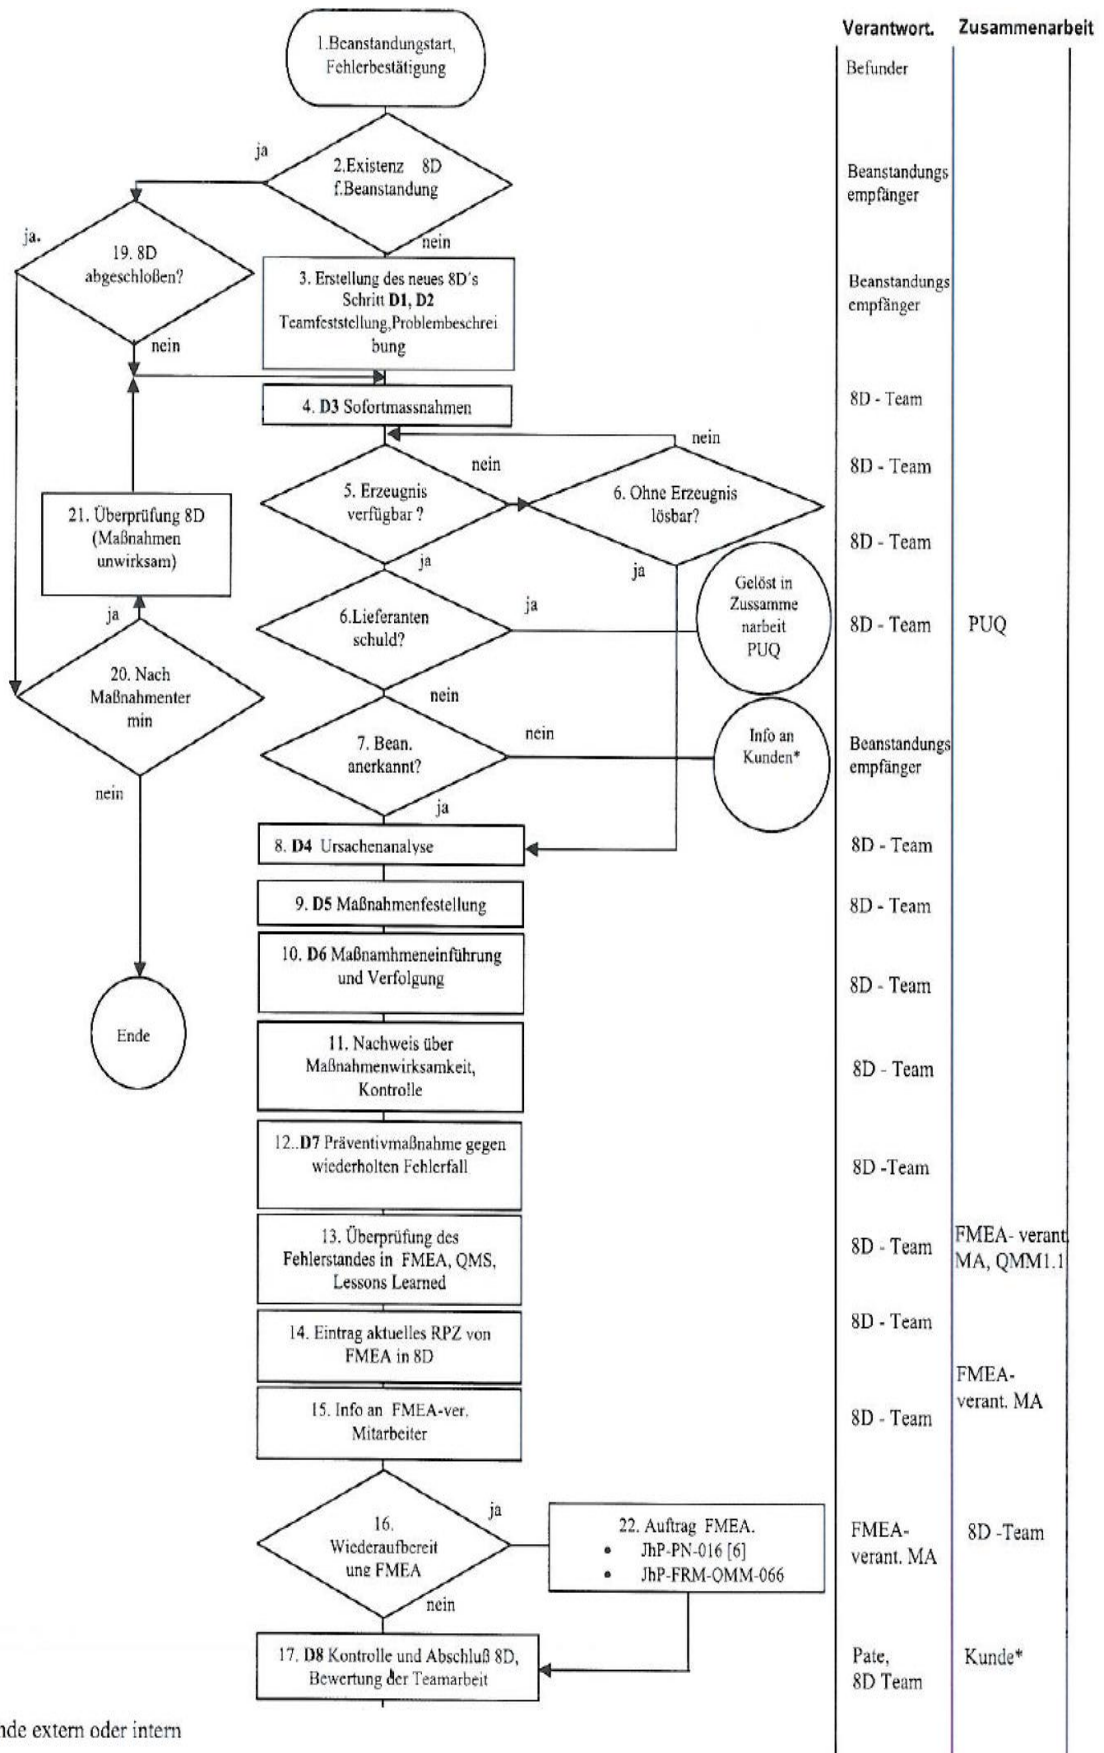 Verantwort. Zusammenarbeit
1.Beanstandungstart,
Fehlerbestätigung
Befunder
ja
2.Existenz 8D
f.Beanstandung
Beanstandungs
empfänger
nein
ja.
19. 8D
abgeschloßen?
nein
3. Erstellung des neues 8D´s
Schritt D1, D2
Teamfeststellung,Problembeschrei
bung
Beanstandungs
empfänger
4. D3 Sofortmassnahmen
8D - Team
nein
5. Erzeugnis
verfügbar ?
nein
8D - Team
6. Ohne Erzeugnis
lösbar?
8D - Team
ja
ja
21. Überprüfung 8D
(Maßnahmen
unwirksam)
ja
6.Lieferanten
schuld?
ja
Gelöst in
Zussamme
narbeit
PUQ
8D - Team
PUQ
nein
20. Nach
Maßnahmenter
min
nein
7. Bean.
anerkannt?
nein
Info an
Kunden*
Beanstandungs
empfänger
ja
8. D4 Ursachenanalyse
8D - Team
9. D5 Maßnahmenfestellung
8D - Team
10. D6 Maßnamhmeneinführung
und Verfolgung
8D - Team
Ende
11. Nachweis über
Maßnahmenwirksamkeit,
Kontrolle
8D - Team
12..D7 Präventivmaßnahme gegen
wiederholten Fehlerfall
8D -Team
13. Überprüfung des
Fehlerstandes in FMEA, QMS,
Lessons Learned
8D - Team
FMEA- verant
MA, QMM1.1
14. Eintrag aktuelles RPZ von
FMEA in 8D
8D - Team
15. Info an FMEA-ver.
Mitarbeiter
8D - Team
FMEA-
verant. MA
16.
Wiederaufbereit
ung FMEA
ja
nein
22. Auftrag FMEA.
• JhP-PN-016 [6]
• JhP-FRM-QMM-066
FMEA-
verant. MA
8D -Team
17. D8 Kontrolle und Abschluß 8D,
Bewertung der Teamarbeit
Pate,
8D Team
Kunde*
nde extern oder intern